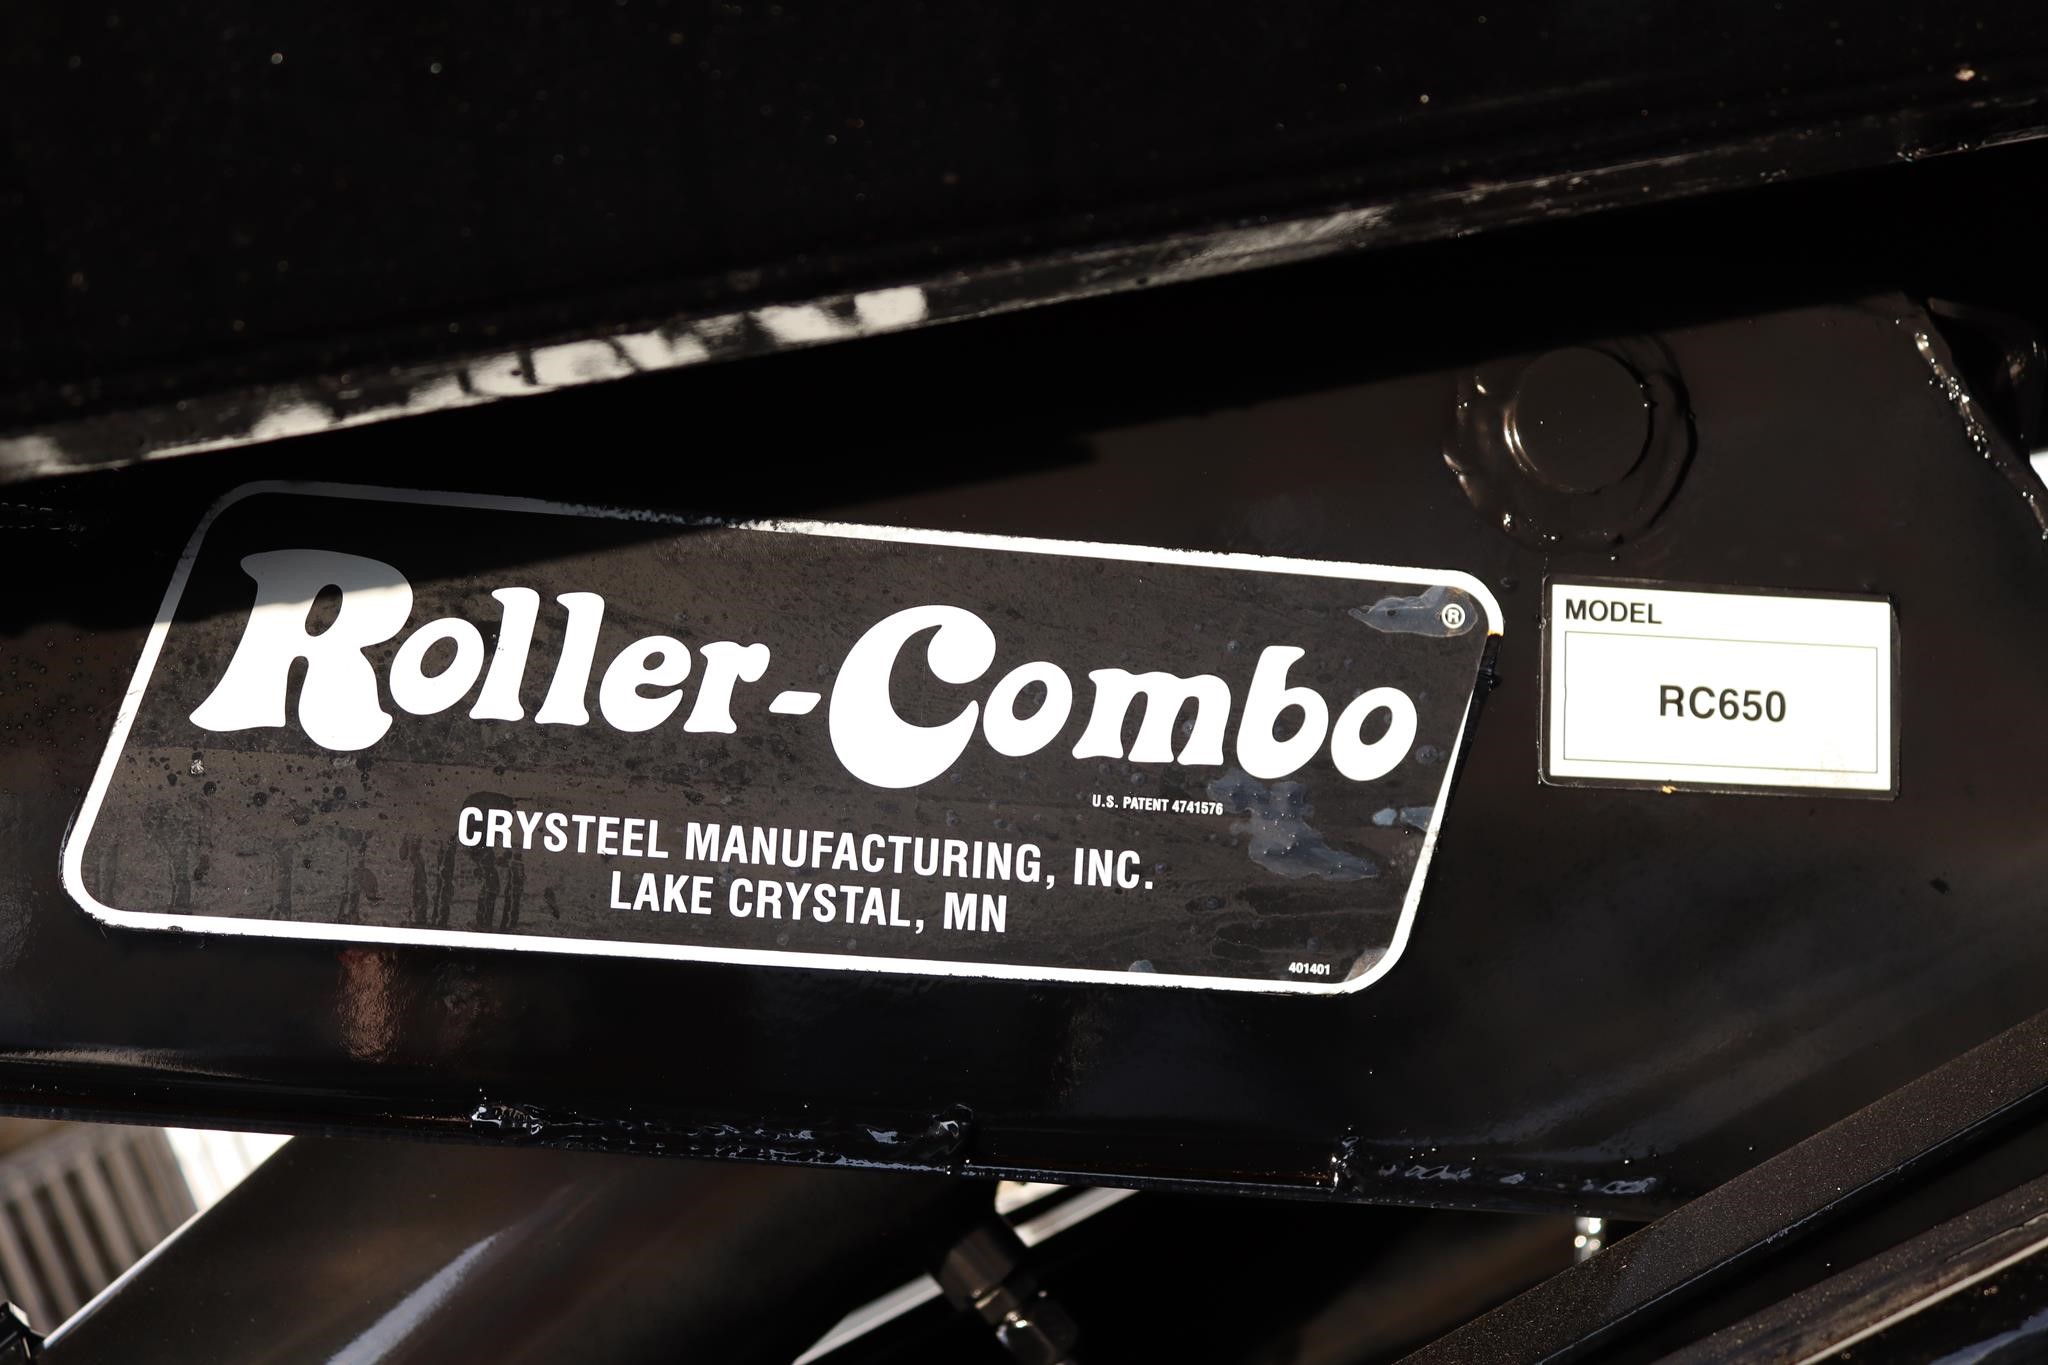 Roller-Combo ®
U.S. PATENT 4741576
CRYSTEEL MANUFACTURING, INC.
LAKE CRYSTAL, MN
401401
MODEL
RC650